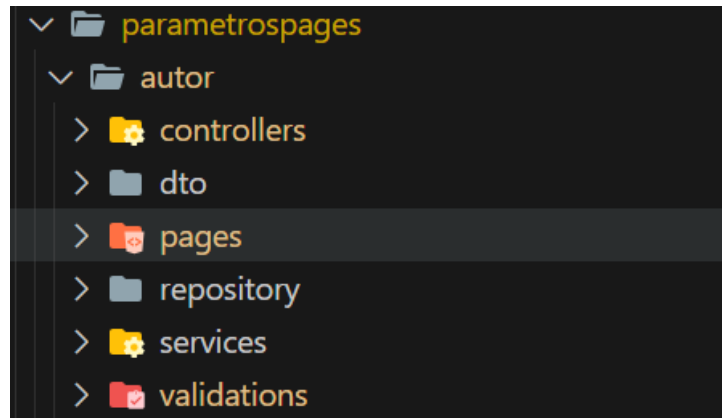 parametrospages
autor
controllers
dto
pages
repository
services
validations